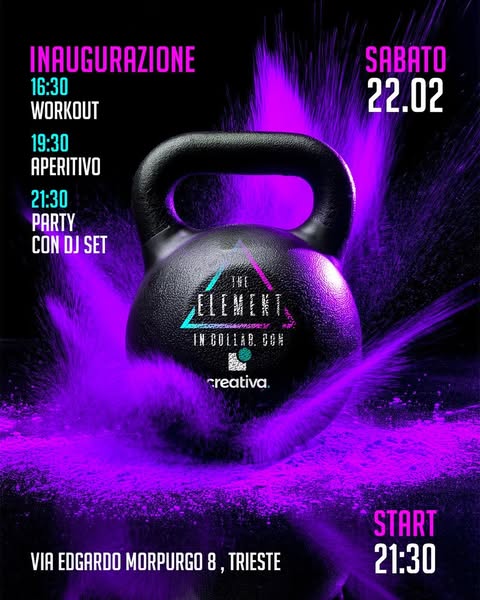 INAUGURAZIONE
16:30
WORKOUT
19:30
APERITIVO
21:30
PARTY
CON DJ SET
SABATO
22.02
THE
ELEMENT
IN COLLAB. CON
creativa.
START
21:30
VIA EDGARDO MORPURGO 8 , TRIESTE